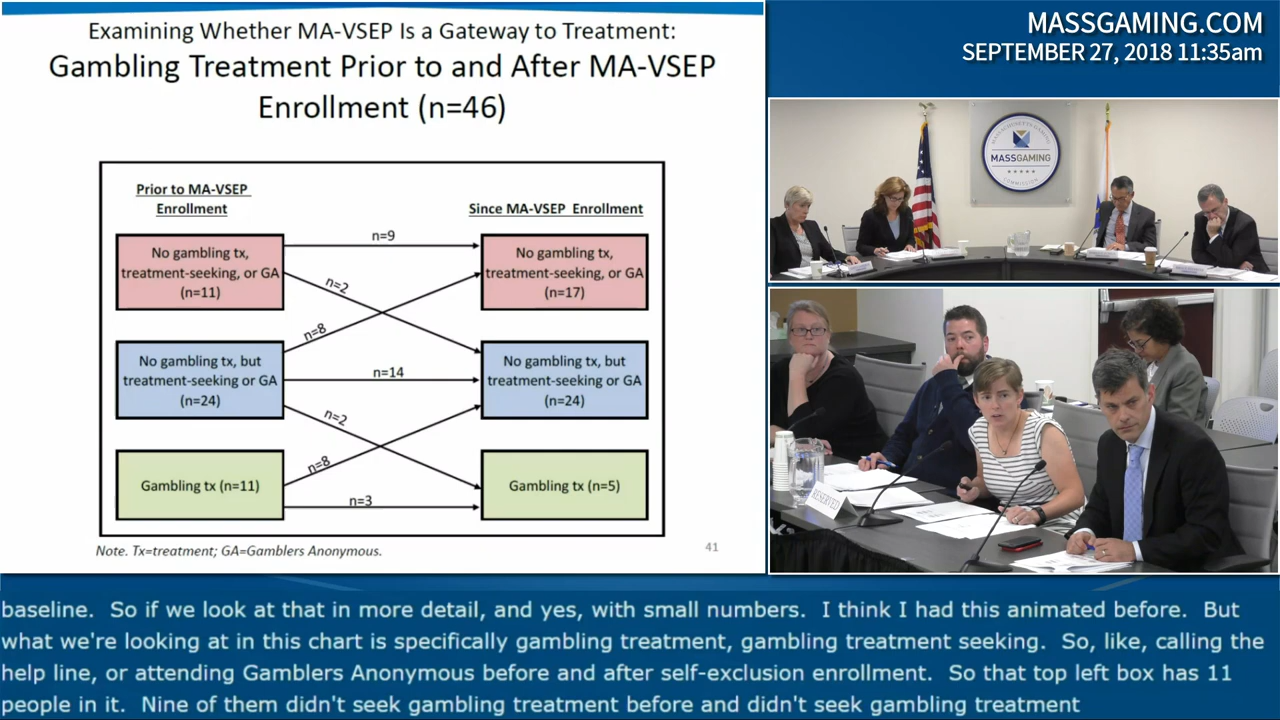 Examining Whether MA-VSEP Is a Gateway to Treatment:
Gambling Treatment Prior to and After MA-VSEP
Enrollment (n=46)
Prior to MA-VSEP
Enrollment
Since MA-VSEP Enrollment
No gambling tx,
treatment-seeking, or GA
(n=11)
n=9
n=2
No gambling tx,
treatment-seeking, or GA
(n=17)
n=8
No gambling tx, but
treatment-seeking or GA
(n=24)
n=14
n=2
No gambling tx, but
treatment-seeking or GA
(n=24)
n=8
Gambling tx (n=11)
n=3
Gambling tx (n=5)
Note. Tx=treatment; GA=Gamblers Anonymous.
41
MASSGAMING.COM
SEPTEMBER 27, 2018 11:35am
MASSGAMING
RESERVED
baseline. So if we look at that in more detail, and yes, with small numbers. I think I had this animated before. But
what we're looking at in this chart is specifically gambling treatment, gambling treatment seeking. So, like, calling the
help line, or attending Gamblers Anonymous before and after self-exclusion enrollment. So that top left box has 11
people in it. Nine of them didn't seek gambling treatment before and didn't seek gambling treatment